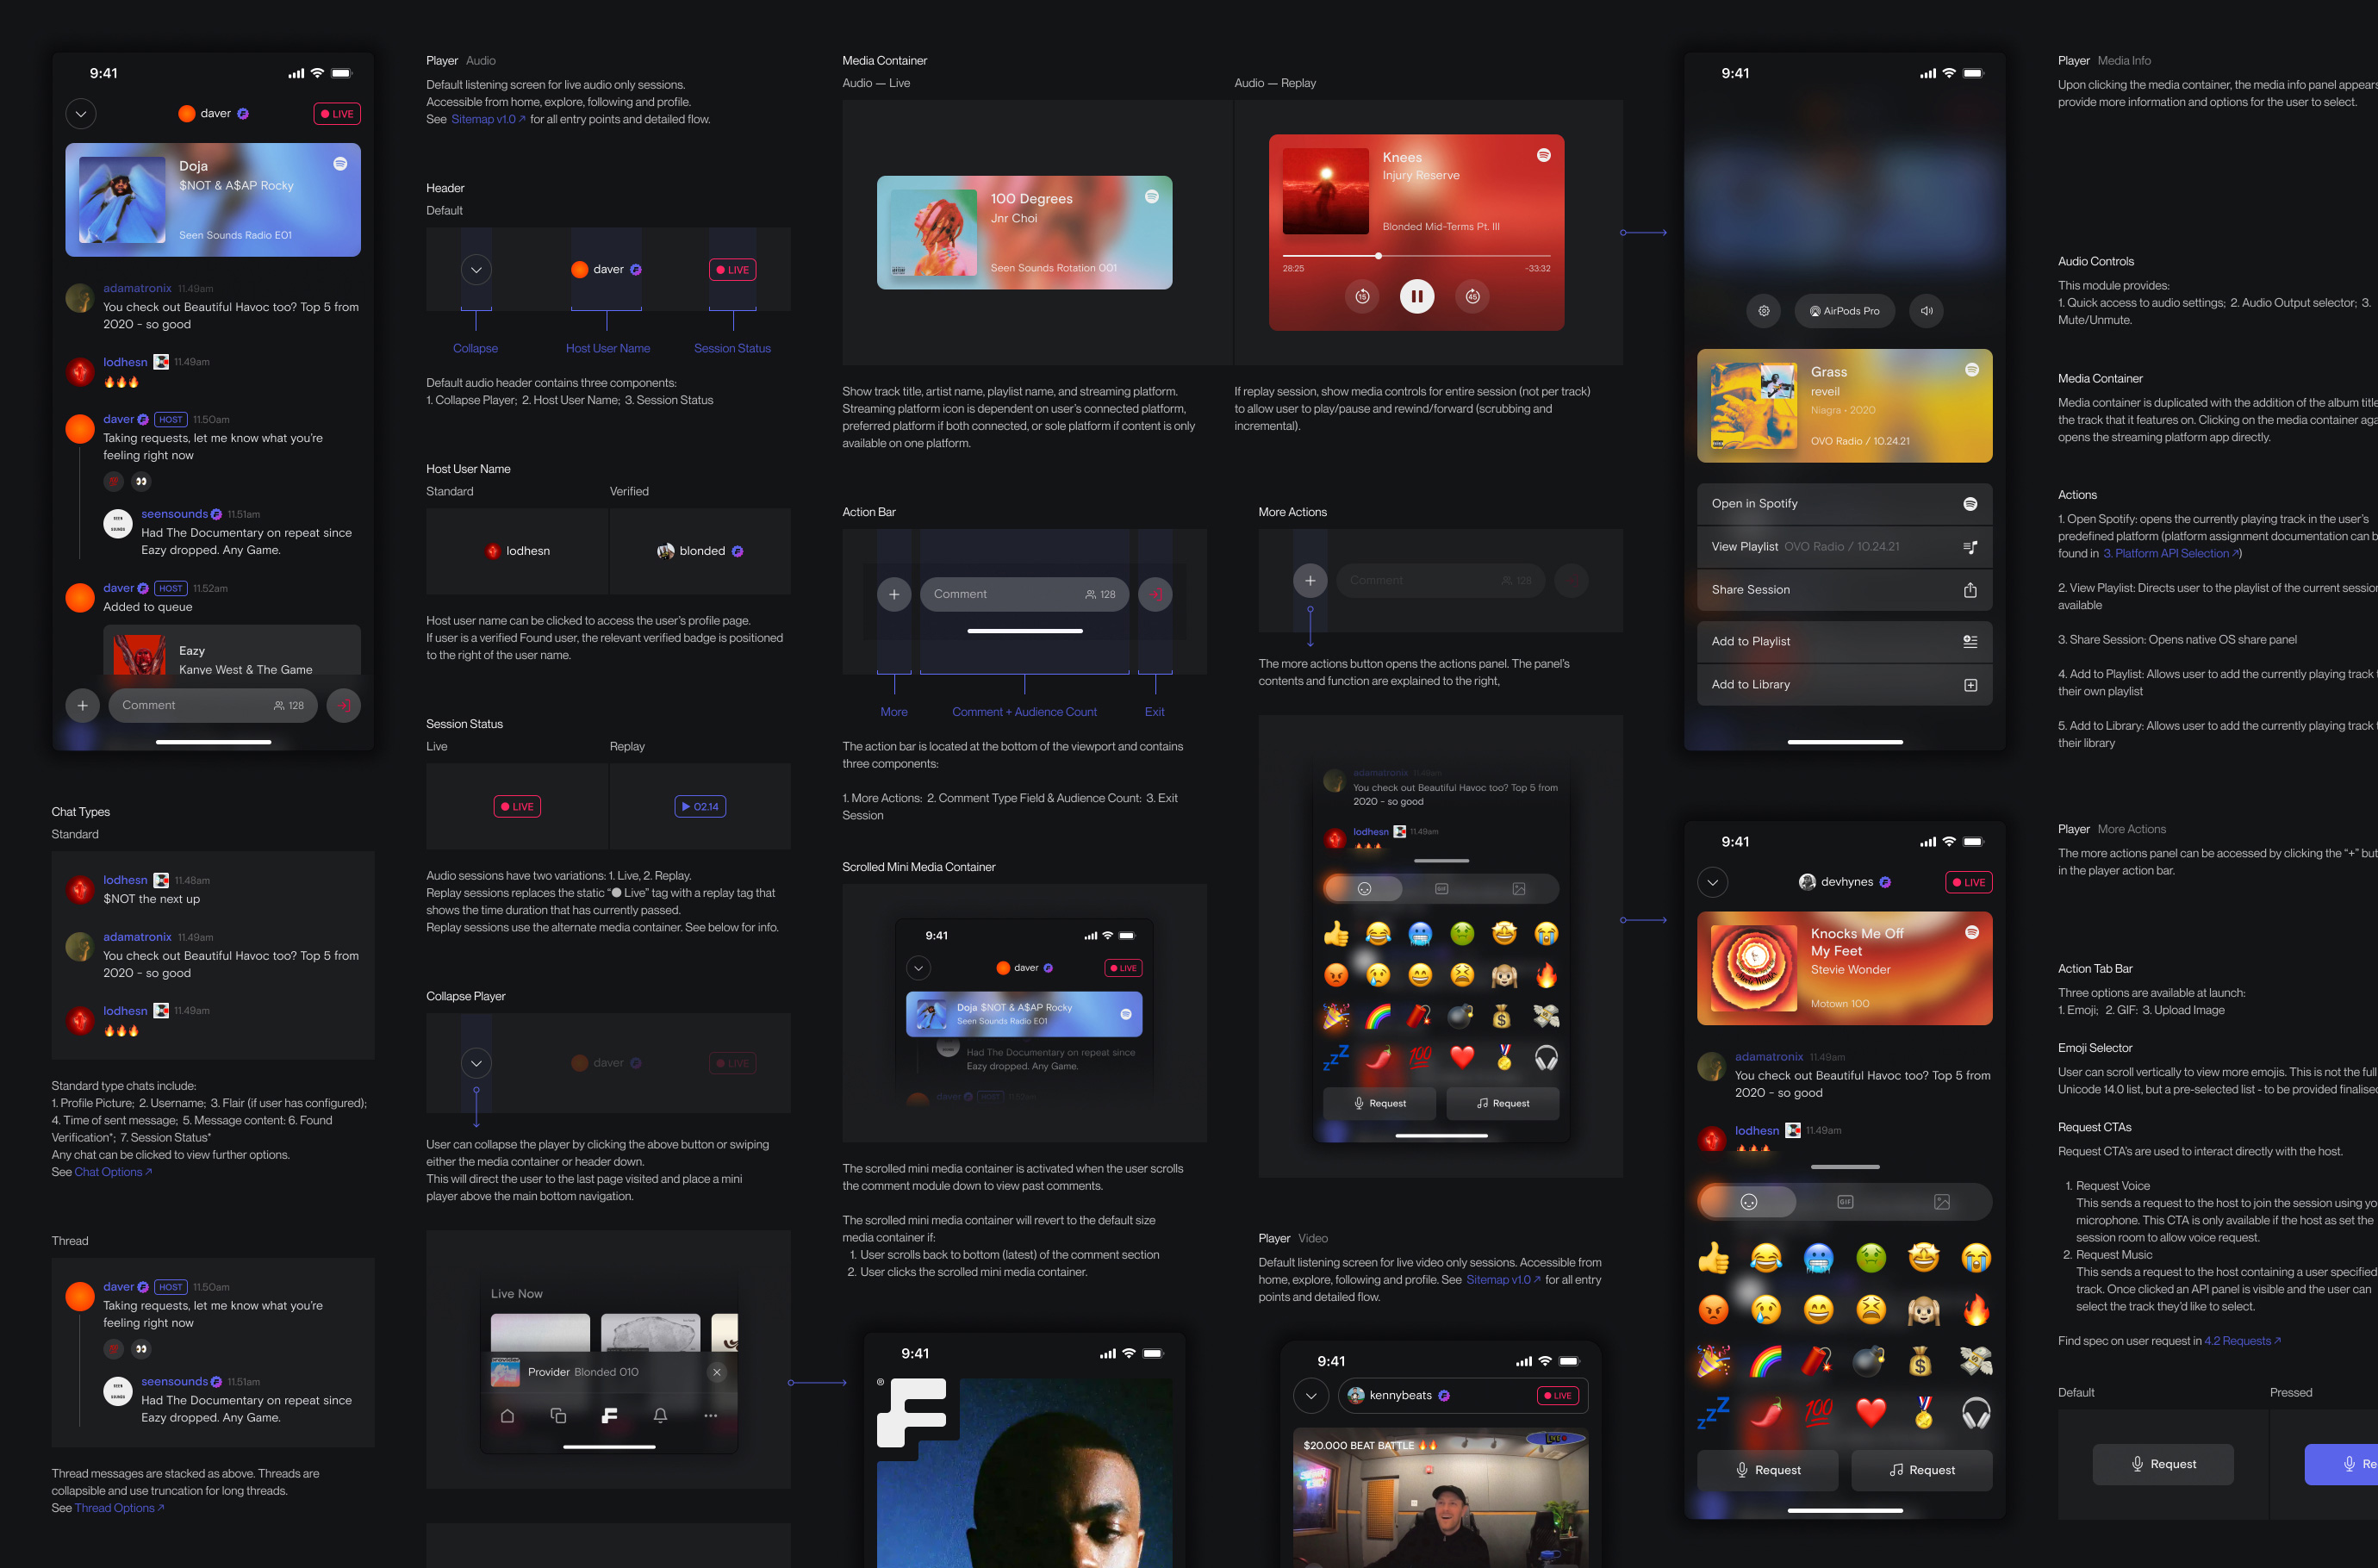 9:41
daver
LIVE
Doja
$NOT & A$AP Rocky
Seen Sounds Radio E01
adamatronix 11.49am
You check out Beautiful Havoc too? Top 5 from
2020 - so good
lodhesn 11.49am
🔥🔥🔥
daver HOST 11.50am
Taking requests, let me know what you're
feeling right now
seensounds 11.51am
Had The Documentary on repeat since
Eazy dropped. Any Game.
daver HOST 11.52am
Added to queue
Eazy
Kanye West & The Game
Comment 128
Chat Types
Standard
lodhesn 11.48am
$NOT the next up
adamatronix 11.49am
You check out Beautiful Havoc too? Top 5 from
2020 - so good
lodhesn 11.49am
🔥🔥🔥
Standard type chats include:
1. Profile Picture; 2. Username; 3. Flair (if user has configured);
4. Time of sent message; 5. Message content: 6. Found
Verification*; 7. Session Status*
Any chat can be clicked to view further options.
See Chat Options ↗
Thread
daver HOST 11.50am
Taking requests, let me know what you're
feeling right now
seensounds 11.51am
Had The Documentary on repeat since
Eazy dropped. Any Game.
Thread messages are stacked as above. Threads are
collapsible and use truncation for long threads.
See Thread Options ↗
Player Audio
Default listening screen for live audio only sessions.
Accessible from home, explore, following and profile.
See Sitemap v1.0 ↗ for all entry points and detailed flow.
Header
Default
daver
LIVE
Collapse
Host User Name
Session Status
Default audio header contains three components:
1. Collapse Player; 2. Host User Name; 3. Session Status
Host User Name
Standard
Verified
lodhesn
blonded
Host user name can be clicked to access the user's profile page.
If user is a verified Found user, the relevant verified badge is positioned
to the right of the user name.
Session Status
Live
Replay
LIVE
02.14
Audio sessions have two variations: 1. Live, 2. Replay.
Replay sessions replaces the static “● Live” tag with a replay tag that
shows the time duration that has currently passed.
Replay sessions use the alternate media container. See below for info.
Collapse Player
daver
LIVE
User can collapse the player by clicking the above button or swiping
either the media container or header down.
This will direct the user to the last page visited and place a mini
player above the main bottom navigation.
Live Now
Provider Blonded 010
Media Container
Audio — Live
100 Degrees
Jnr Choi
Seen Sounds Rotation 001
Show track title, artist name, playlist name, and streaming platform.
Streaming platform icon is dependent on user's connected platform,
preferred platform if both connected, or sole platform if content is only
available on one platform.
Audio — Replay
Knees
Injury Reserve
Blonded Mid-Terms Pt. III
28:25
-33:32
15
45
If replay session, show media controls for entire session (not per track)
to allow user to play/pause and rewind/forward (scrubbing and
incremental).
Action Bar
Comment 128
More
Comment + Audience Count
Exit
The action bar is located at the bottom of the viewport and contains
three components:
1. More Actions: 2. Comment Type Field & Audience Count: 3. Exit
Session
Scrolled Mini Media Container
9:41
daver
LIVE
Doja $NOT & A$AP Rocky
Seen Sounds Radio E01
Had The Documentary on repeat since
Eazy dropped. Any Game.
daver HOST
The scrolled mini media container is activated when the user scrolls
the comment module down to view past comments.
The scrolled mini media container will revert to the default size
media container if:
1. User scrolls back to bottom (latest) of the comment section
2. User clicks the scrolled mini media container.
9:41
More Actions
Comment 128
The more actions button opens the actions panel. The panel's
contents and function are explained to the right,
adamatronix 11.49am
You check out Beautiful Havoc too? Top 5 from
2020 - so good
lodhesn 11.49am
GIF
Request
Request
Player Video
Default listening screen for live video only sessions. Accessible from
home, explore, following and profile. See Sitemap v1.0 ↗ for all entry
points and detailed flow.
9:41
kennybeats
LIVE
$20.000 BEAT BATTLE 🔥🔥
9:41
AirPods Pro
Grass
reveil
Niagra • 2020
OVO Radio / 10.24.21
Open in Spotify
View Playlist OVO Radio / 10.24.21
Share Session
Add to Playlist
Add to Library
9:41
devhynes
LIVE
Knocks Me Off
My Feet
Stevie Wonder
Motown 100
adamatronix 11.49am
You check out Beautiful Havoc too? Top 5 from
2020 - so good
lodhesn 11.49am
GIF
Request
Request
Player Media Info
Upon clicking the media container, the media info panel appears
provide more information and options for the user to select.
Audio Controls
This module provides:
1. Quick access to audio settings; 2. Audio Output selector; 3.
Mute/Unmute.
Media Container
Media container is duplicated with the addition of the album title
the track that it features on. Clicking on the media container aga
opens the streaming platform app directly.
Actions
1. Open Spotify: opens the currently playing track in the user's
predefined platform (platform assignment documentation can b
found in 3. Platform API Selection ↗)
2. View Playlist: Directs user to the playlist of the current session
available
3. Share Session: Opens native OS share panel
4. Add to Playlist: Allows user to add the currently playing track
their own playlist
5. Add to Library: Allows user to add the currently playing track
their library
Player More Actions
The more actions panel can be accessed by clicking the “+” but
in the player action bar.
Action Tab Bar
Three options are available at launch:
1. Emoji; 2. GIF: 3. Upload Image
Emoji Selector
User can scroll vertically to view more emojis. This is not the full
Unicode 14.0 list, but a pre-selected list - to be provided finalised
Request CTAs
Request CTA's are used to interact directly with the host.
1. Request Voice
This sends a request to the host to join the session using yo
microphone. This CTA is only available if the host as set the
session room to allow voice request.
2. Request Music
This sends a request to the host containing a user specified
track. Once clicked an API panel is visible and the user can
select the track they'd like to select.
Find spec on user request in 4.2 Requests ↗
Default
Pressed
Request
Re